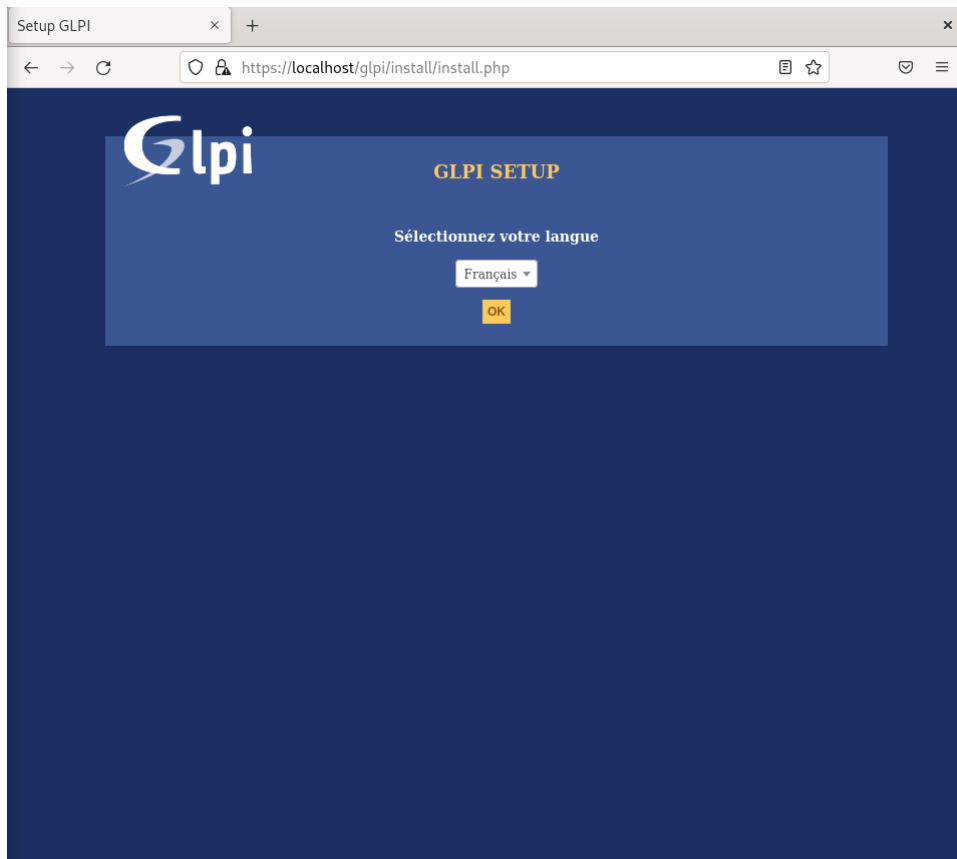 Setup GLPI
https://localhost/glpi/install/install.php
Glpi
GLPI SETUP
Sélectionnez votre langue
Français
OK